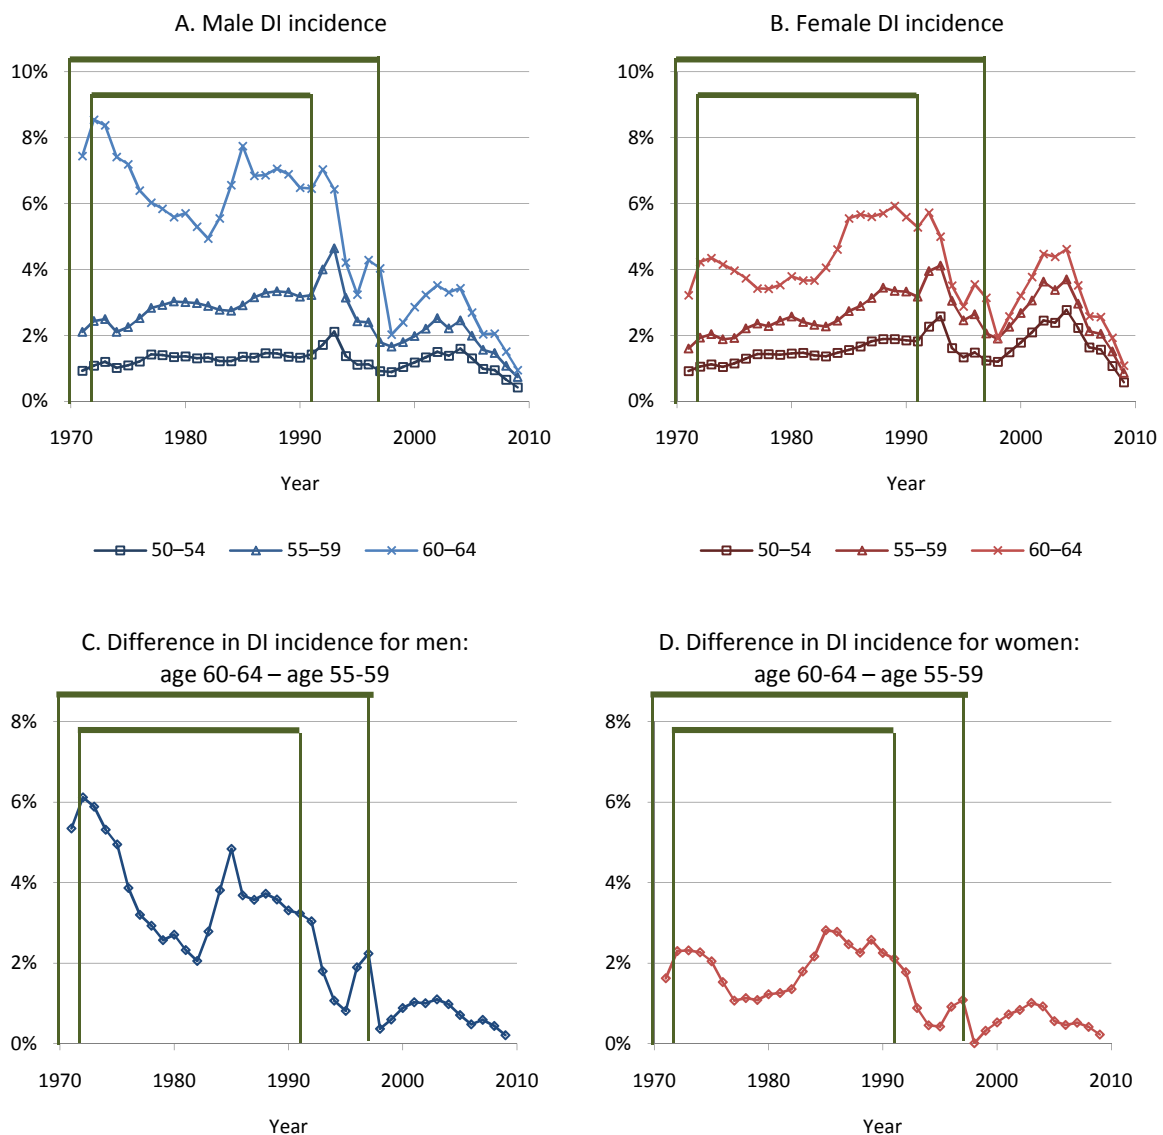 A. Male DI incidence
10%
8%
6%
4%
2%
0%
1970 1980 1990 2000 2010
Year
50–54 55–59 60–64
B. Female DI incidence
10%
8%
6%
4%
2%
0%
1970 1980 1990 2000 2010
Year
50–54 55–59 60–64
C. Difference in DI incidence for men:
age 60-64 – age 55-59
8%
6%
4%
2%
0%
1970 1980 1990 2000 2010
Year
D. Difference in DI incidence for women:
age 60-64 – age 55-59
8%
6%
4%
2%
0%
1970 1980 1990 2000 2010
Year